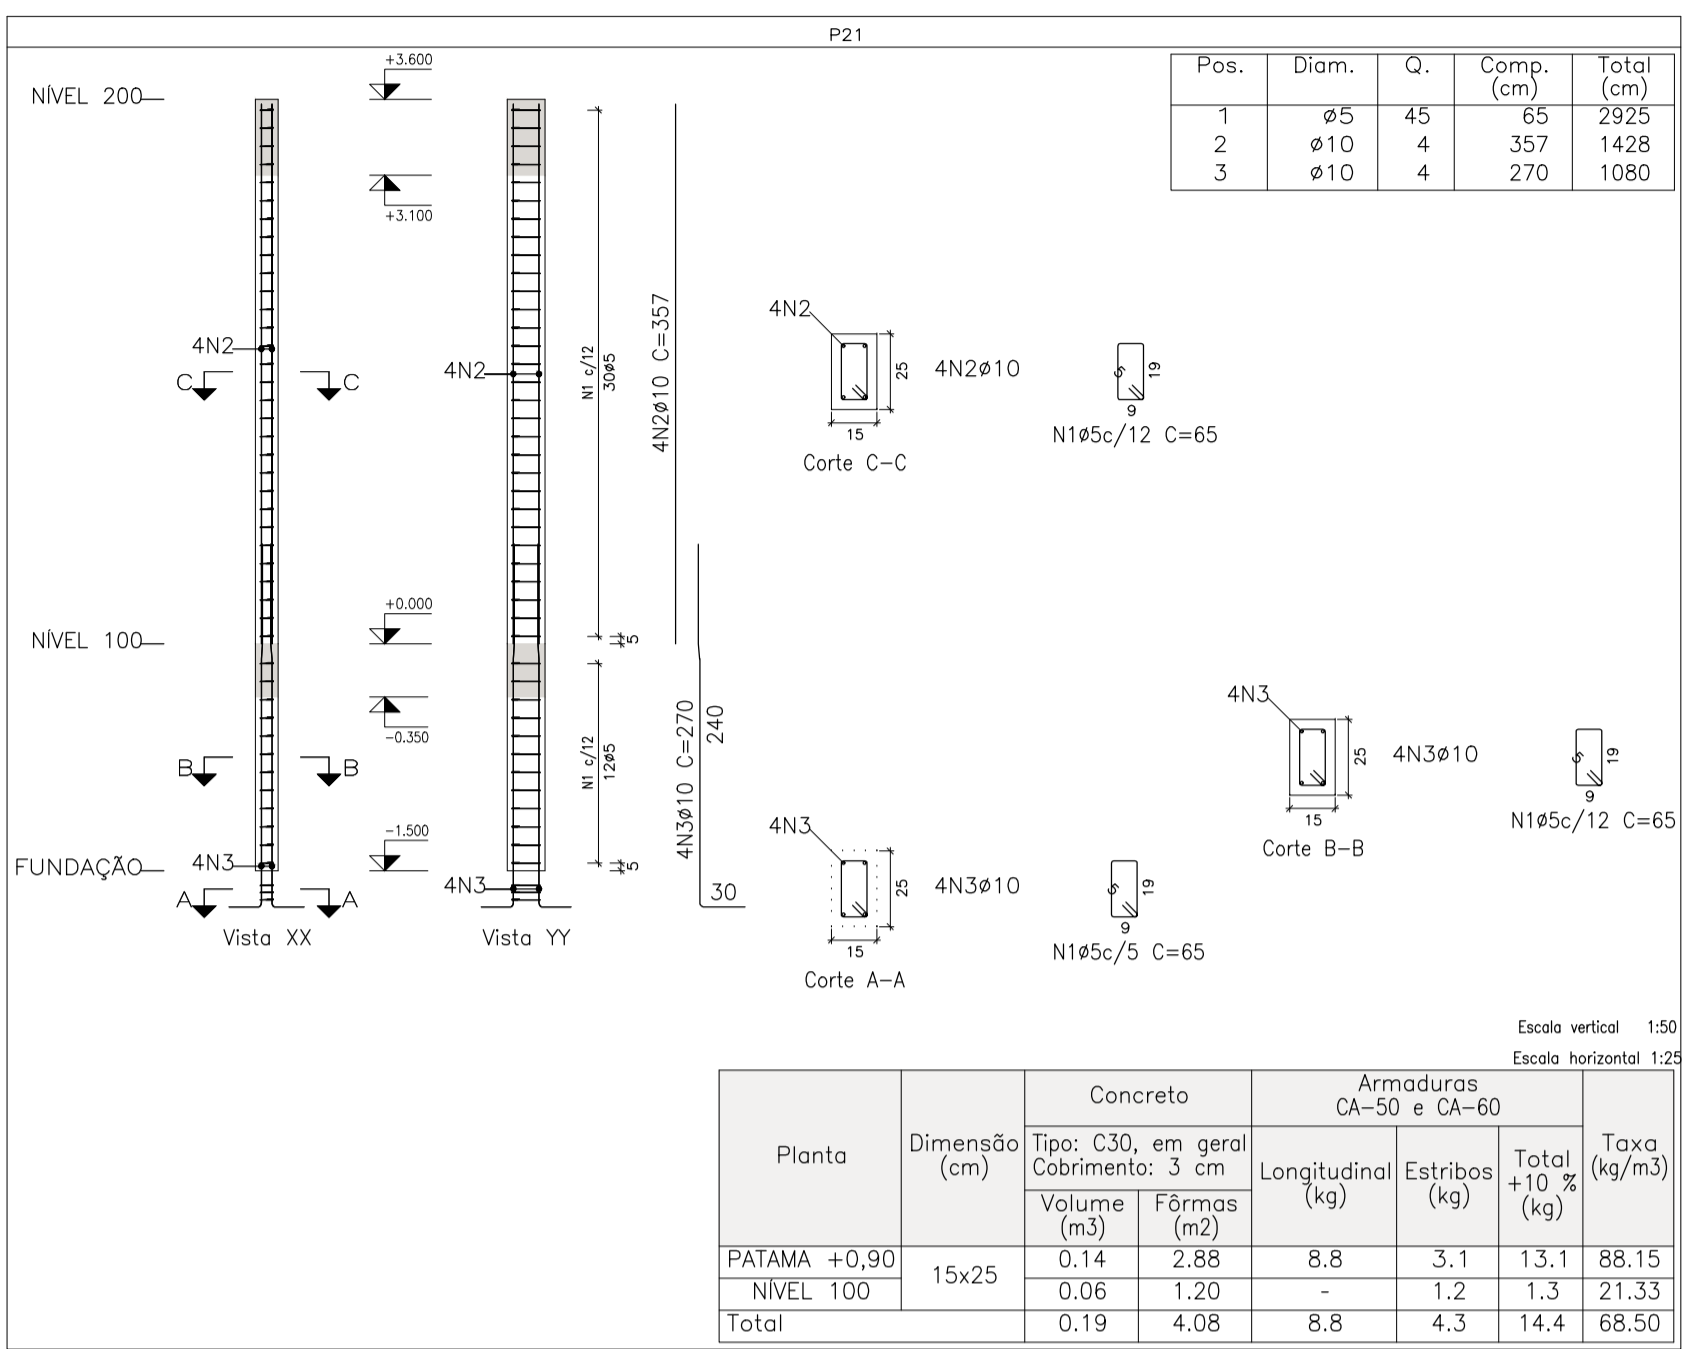 P21
Pos. Diam. Q. Comp. (cm) Total (cm)
1 ø5 45 65 2925
2 ø10 4 357 1428
3 ø10 4 270 1080
NÍVEL 200
+3.600
+3.100
4N2
C C
4N2
N1 c/12
30ø5
4N2ø10 C=357
4N2
25
15
4N2ø10
Corte C-C
5
19
9
N1ø5c/12 C=65
NÍVEL 100
+0.000
5
-0.350
B B
N1 c/12
12ø5
4N3ø10 C=270
240
4N3
25
15
4N3ø10
Corte B-B
5
19
9
N1ø5c/12 C=65
FUNDAÇÃO
-1.500
4N3
5
A A
4N3
30
Vista XX
Vista YY
4N3
25
15
4N3ø10
Corte A-A
5
19
9
N1ø5c/5 C=65
Escala vertical 1:50
Escala horizontal 1:25
Planta
Dimensão
(cm)
Concreto
Tipo: C30, em geral
Cobrimento: 3 cm
Volume
(m3)
Fôrmas
(m2)
Armaduras
CA-50 e CA-60
Longitudinal
(kg)
Estribos
(kg)
Total
+10 %
(kg)
Taxa
(kg/m3)
PATAMA +0,90 15x25 0.14 2.88 8.8 3.1 13.1 88.15
NÍVEL 100 0.06 1.20 - 1.2 1.3 21.33
Total 0.19 4.08 8.8 4.3 14.4 68.50